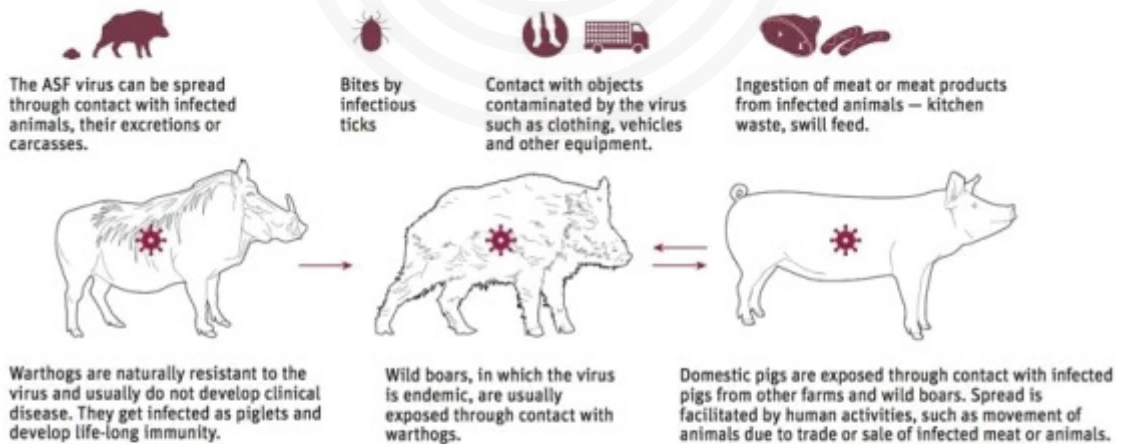 The ASF virus can be spread
through contact with infected
animals, their excretions or
carcasses.
Bites by
infectious
ticks
Contact with objects
contaminated by the virus
such as clothing, vehicles
and other equipment.
Ingestion of meat or meat products
from infected animals — kitchen
waste, swill feed.
Warthogs are naturally resistant to the
virus and usually do not develop clinical
disease. They get infected as piglets and
develop life-long immunity.
Wild boars, in which the virus
is endemic, are usually
exposed through contact with
warthogs.
Domestic pigs are exposed through contact with infected
pigs from other farms and wild boars. Spread is
facilitated by human activities, such as movement of
animals due to trade or sale of infected meat or animals.